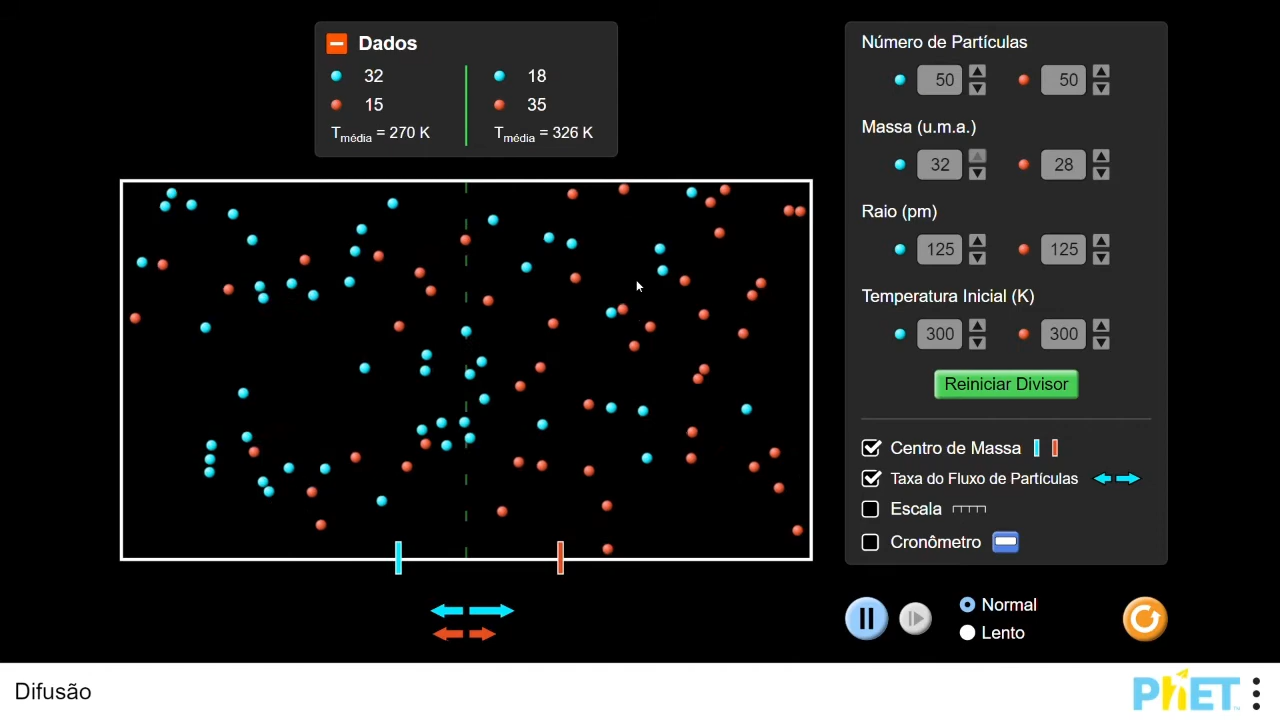 Dados
32 18
15 35
Tmédia = 270 K Tmédia = 326 K
Número de Partículas
50 50
Massa (u.m.a.)
32 28
Raio (pm)
125 125
Temperatura Inicial (K)
300 300
Reiniciar Divisor
Centro de Massa
Taxa do Fluxo de Partículas
Escala
Cronômetro
Normal
Lento
Difusão
PhET